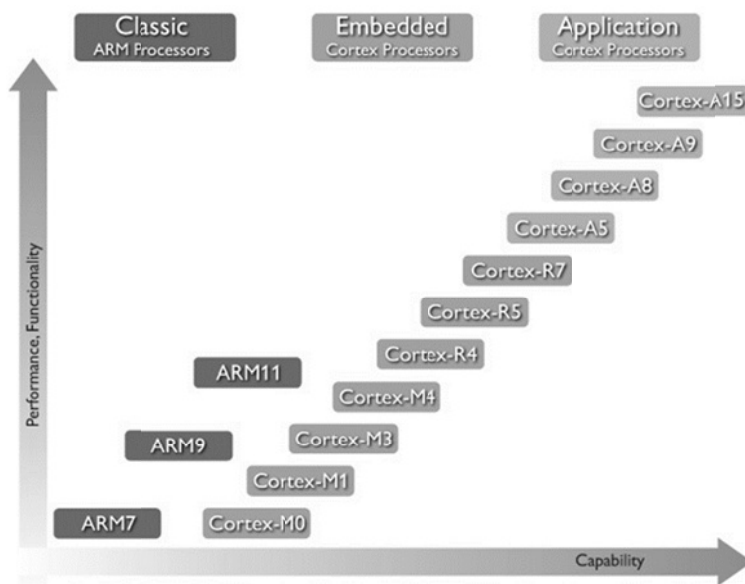 Classic
ARM Processors
Embedded
Cortex Processors
Application
Cortex Processors
Cortex-A15
Cortex-A9
Cortex-A8
Cortex-A5
Cortex-R7
Cortex-R5
Cortex-R4
ARM11
Cortex-M4
Cortex-M3
ARM9
Cortex-M1
ARM7
Cortex-M0
Performance, Functionality
Capability